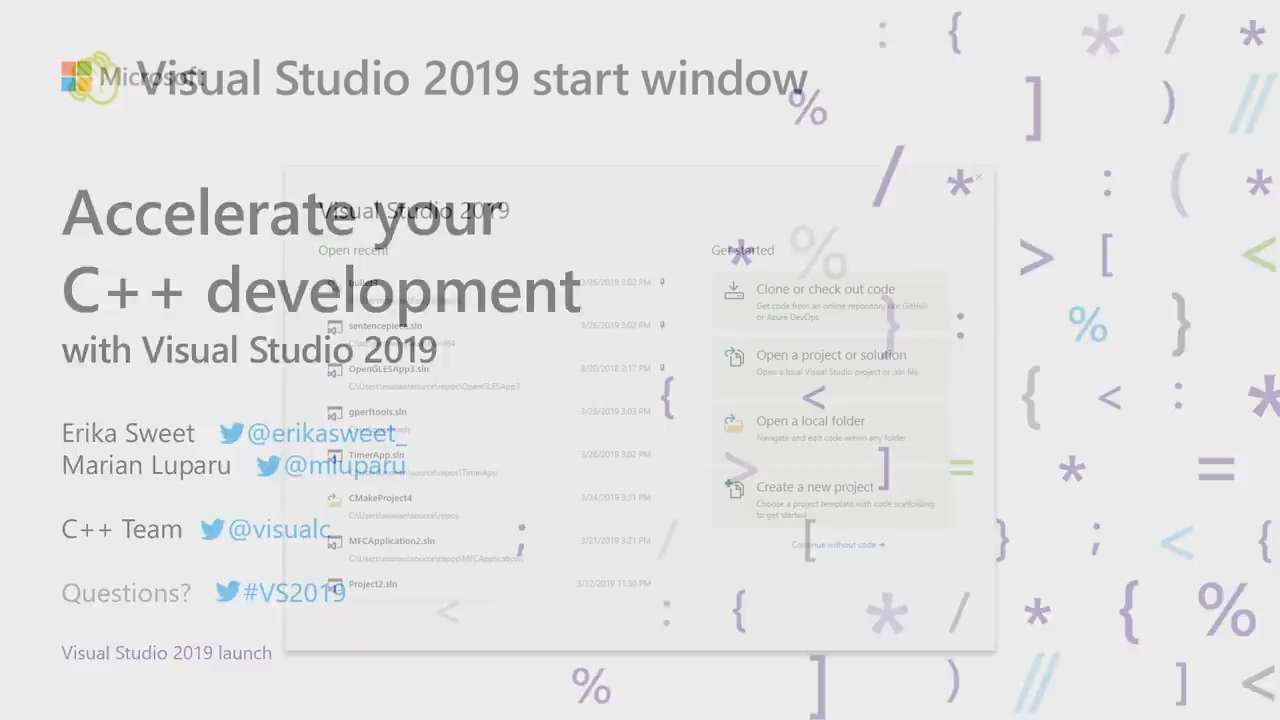 Microsoft
Visual Studio 2019 start window
Accelerate your
C++ development
with Visual Studio 2019
Erika Sweet @erikasweet_
Marian Luparu @mluparu
C++ Team @visualc
Questions? #VS2019
Visual Studio 2019 launch
Visual Studio 2019
Open recent
3/26/2019 3:02 PM
sentencepiece.sln
3/26/2019 3:02 PM
OpenGLESApp3.sln
8/20/2018 2:17 PM
gperftools.sln
3/26/2019 3:03 PM
TimerApp.sln
3/26/2019 3:02 PM
CMakeProject4
3/24/2019 3:31 PM
MFCApplication2.sln
3/21/2019 3:21 PM
Project2.sln
3/12/2019 11:30 PM
Get started
Clone or check out code
Get code from an online repository like GitHub
or Azure DevOps
Open a project or solution
Open a local Visual Studio project or .sln file
Open a local folder
Navigate and edit code within any folder
Create a new project
Choose a project template with code scaffolding
to get started
Continue without code →